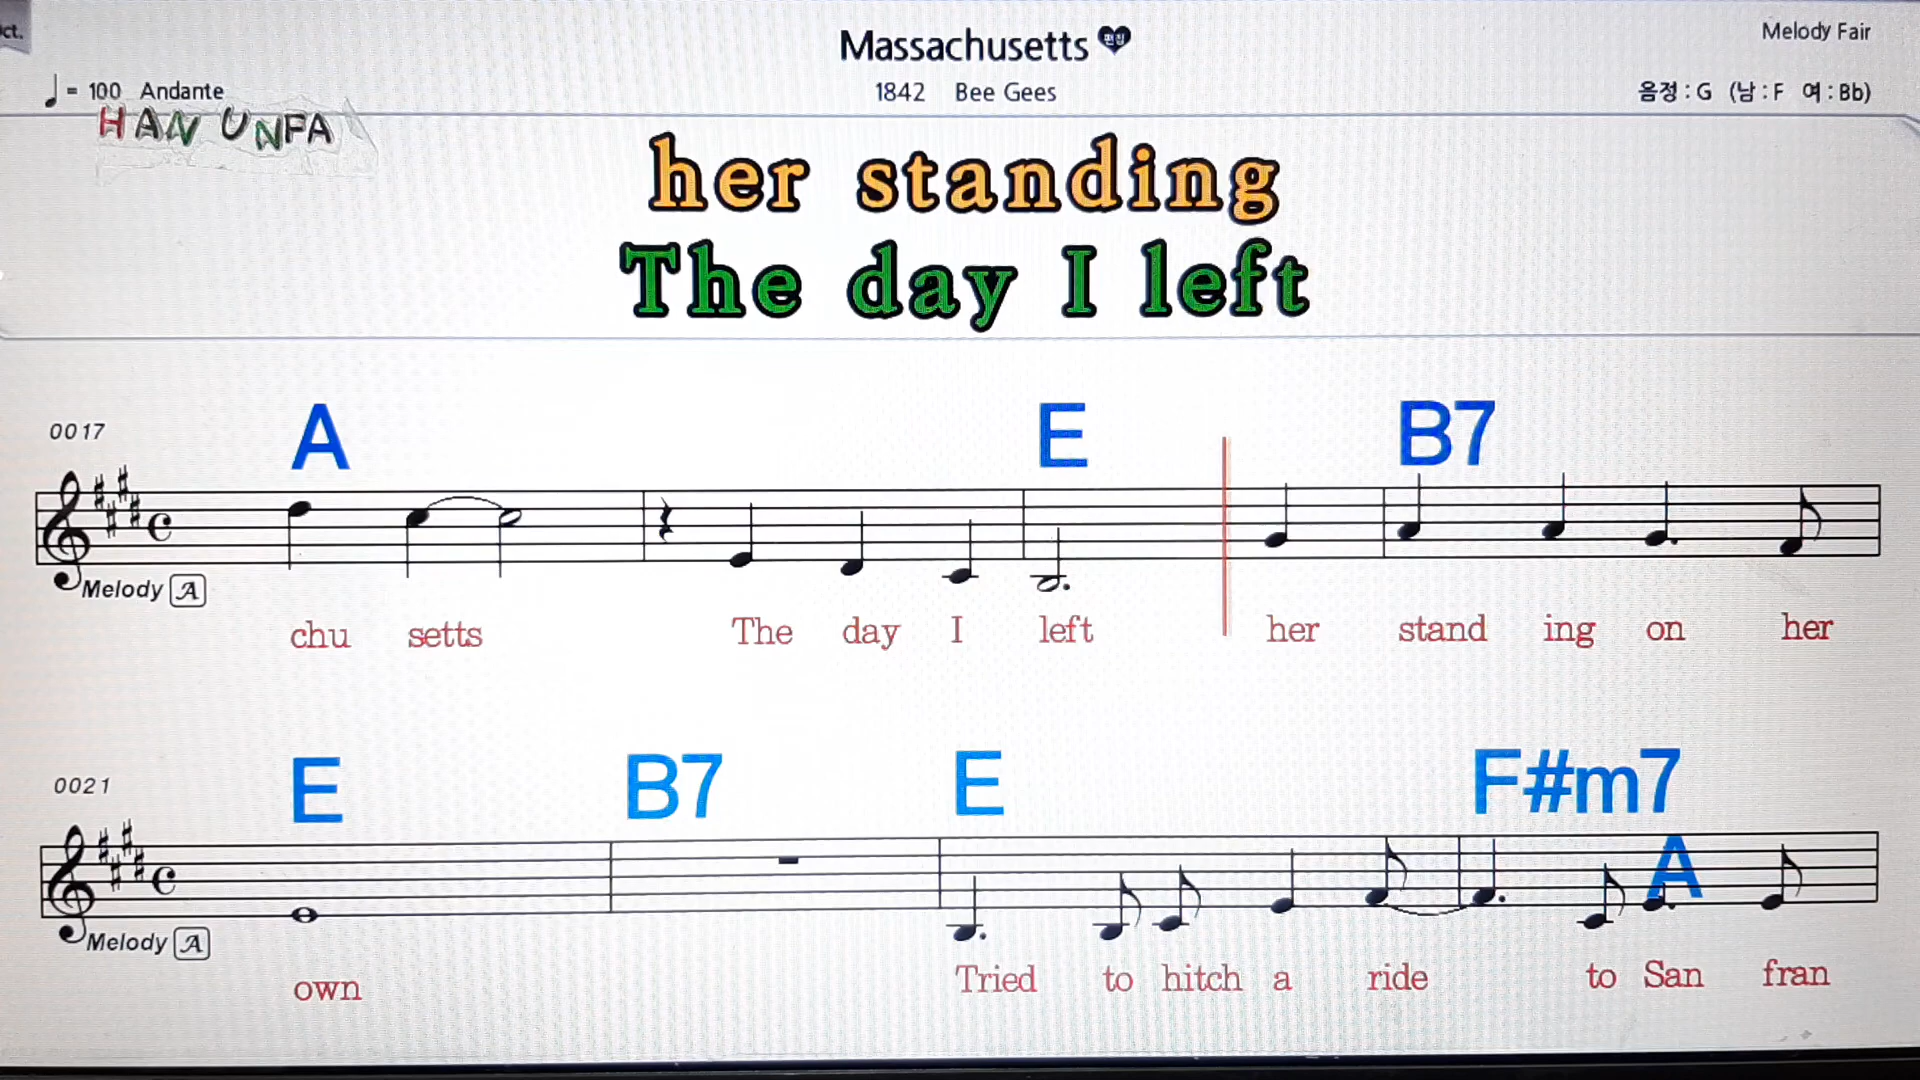 ct.
Massachusetts 편집
Melody Fair
♩ = 100 Andante
1842 Bee Gees
음정 : G (남 : F 여 : Bb)
HAN UNFA
her standing
The day I left
0017
A E B7
Melody A
chu setts The day I left her stand ing on her
0021
E B7 E F#m7
A
Melody A
own Tried to hitch a ride to San fran